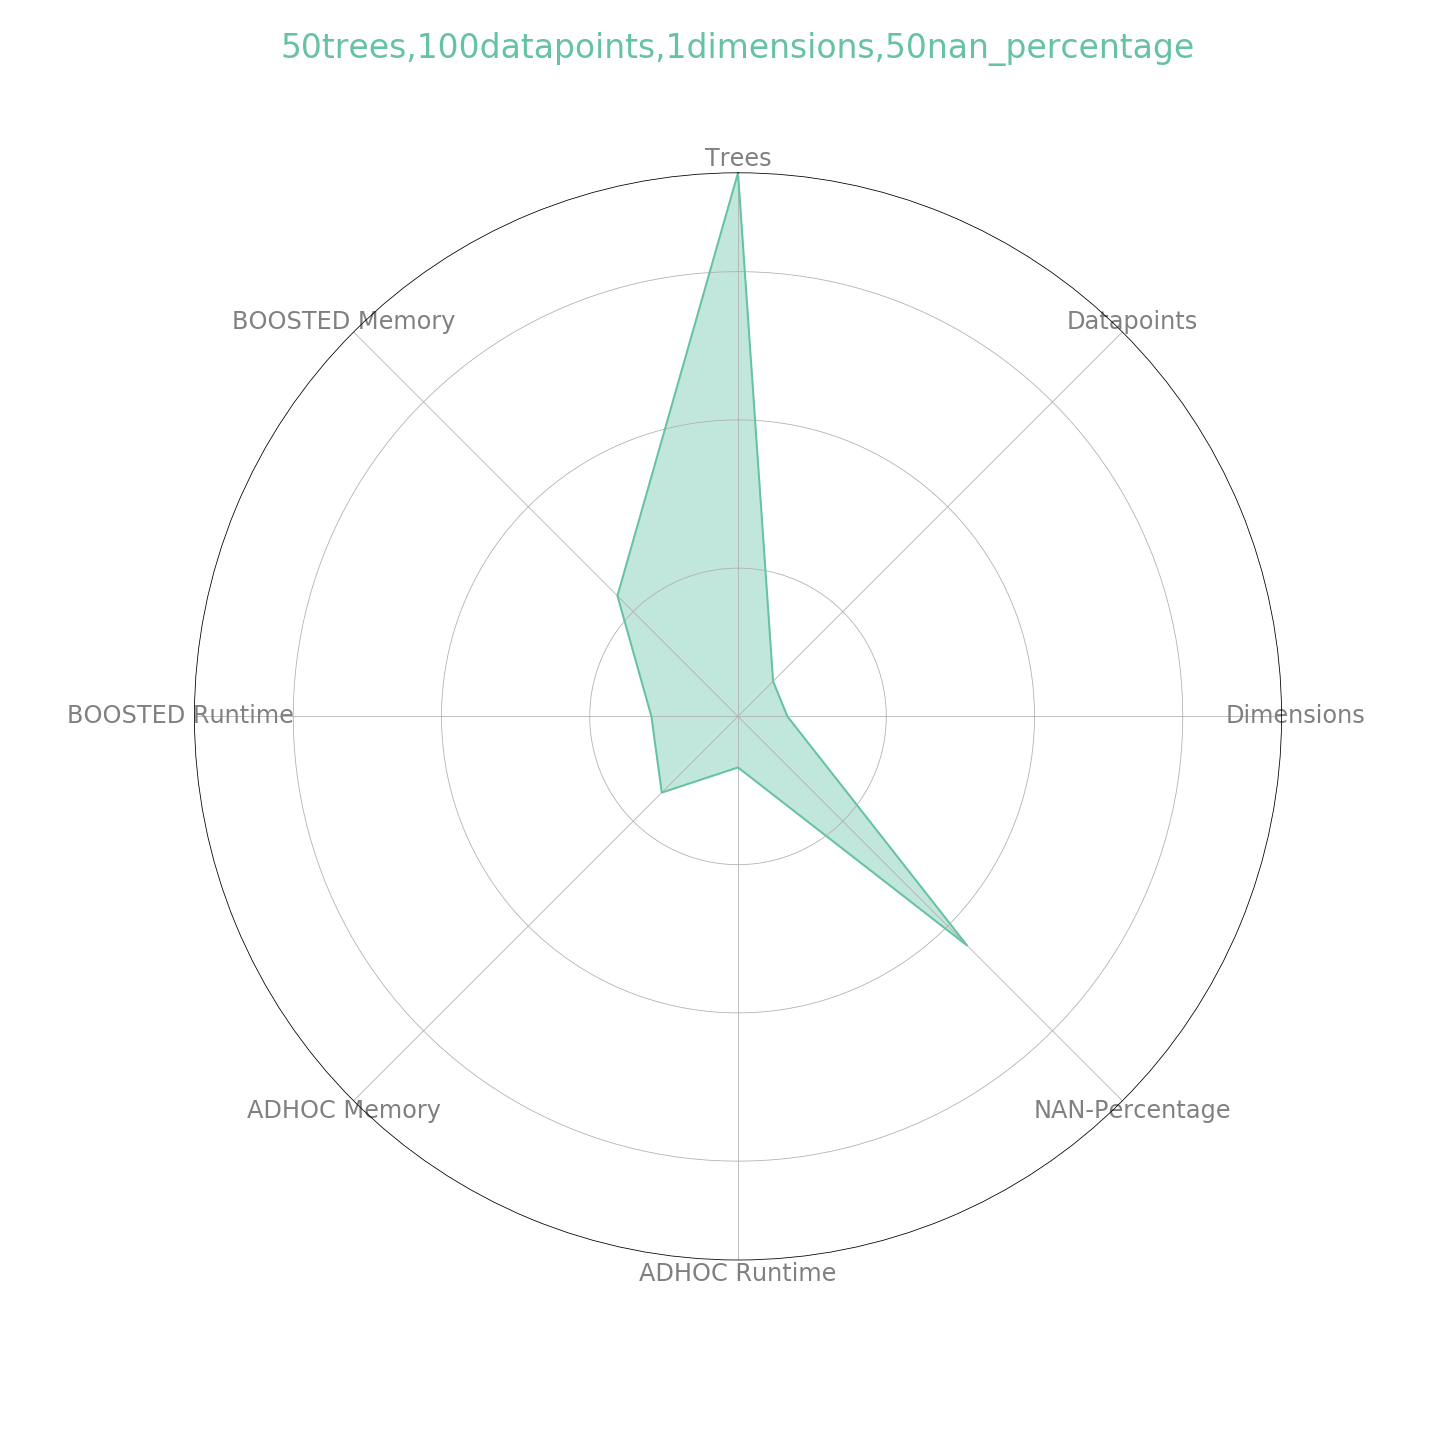 50trees,100datapoints,1dimensions,50nan_percentage
Trees
BOOSTED Memory
Datapoints
BOOSTED Runtime
Dimensions
ADHOC Memory
NAN-Percentage
ADHOC Runtime